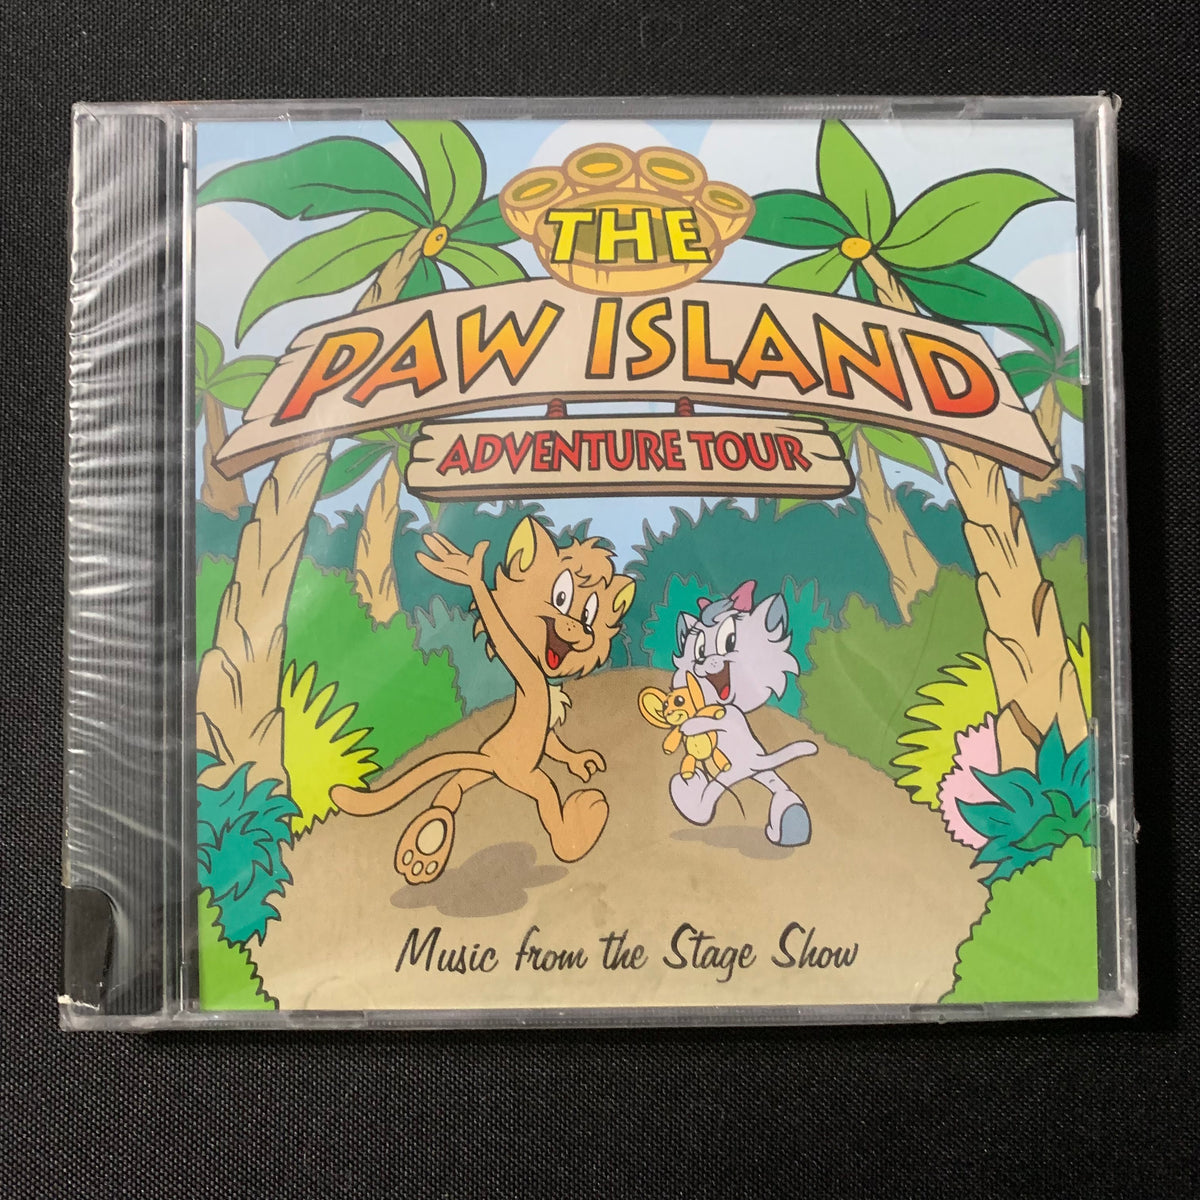 THE
PAW ISLAND
ADVENTURE TOUR
Music from the Stage Show